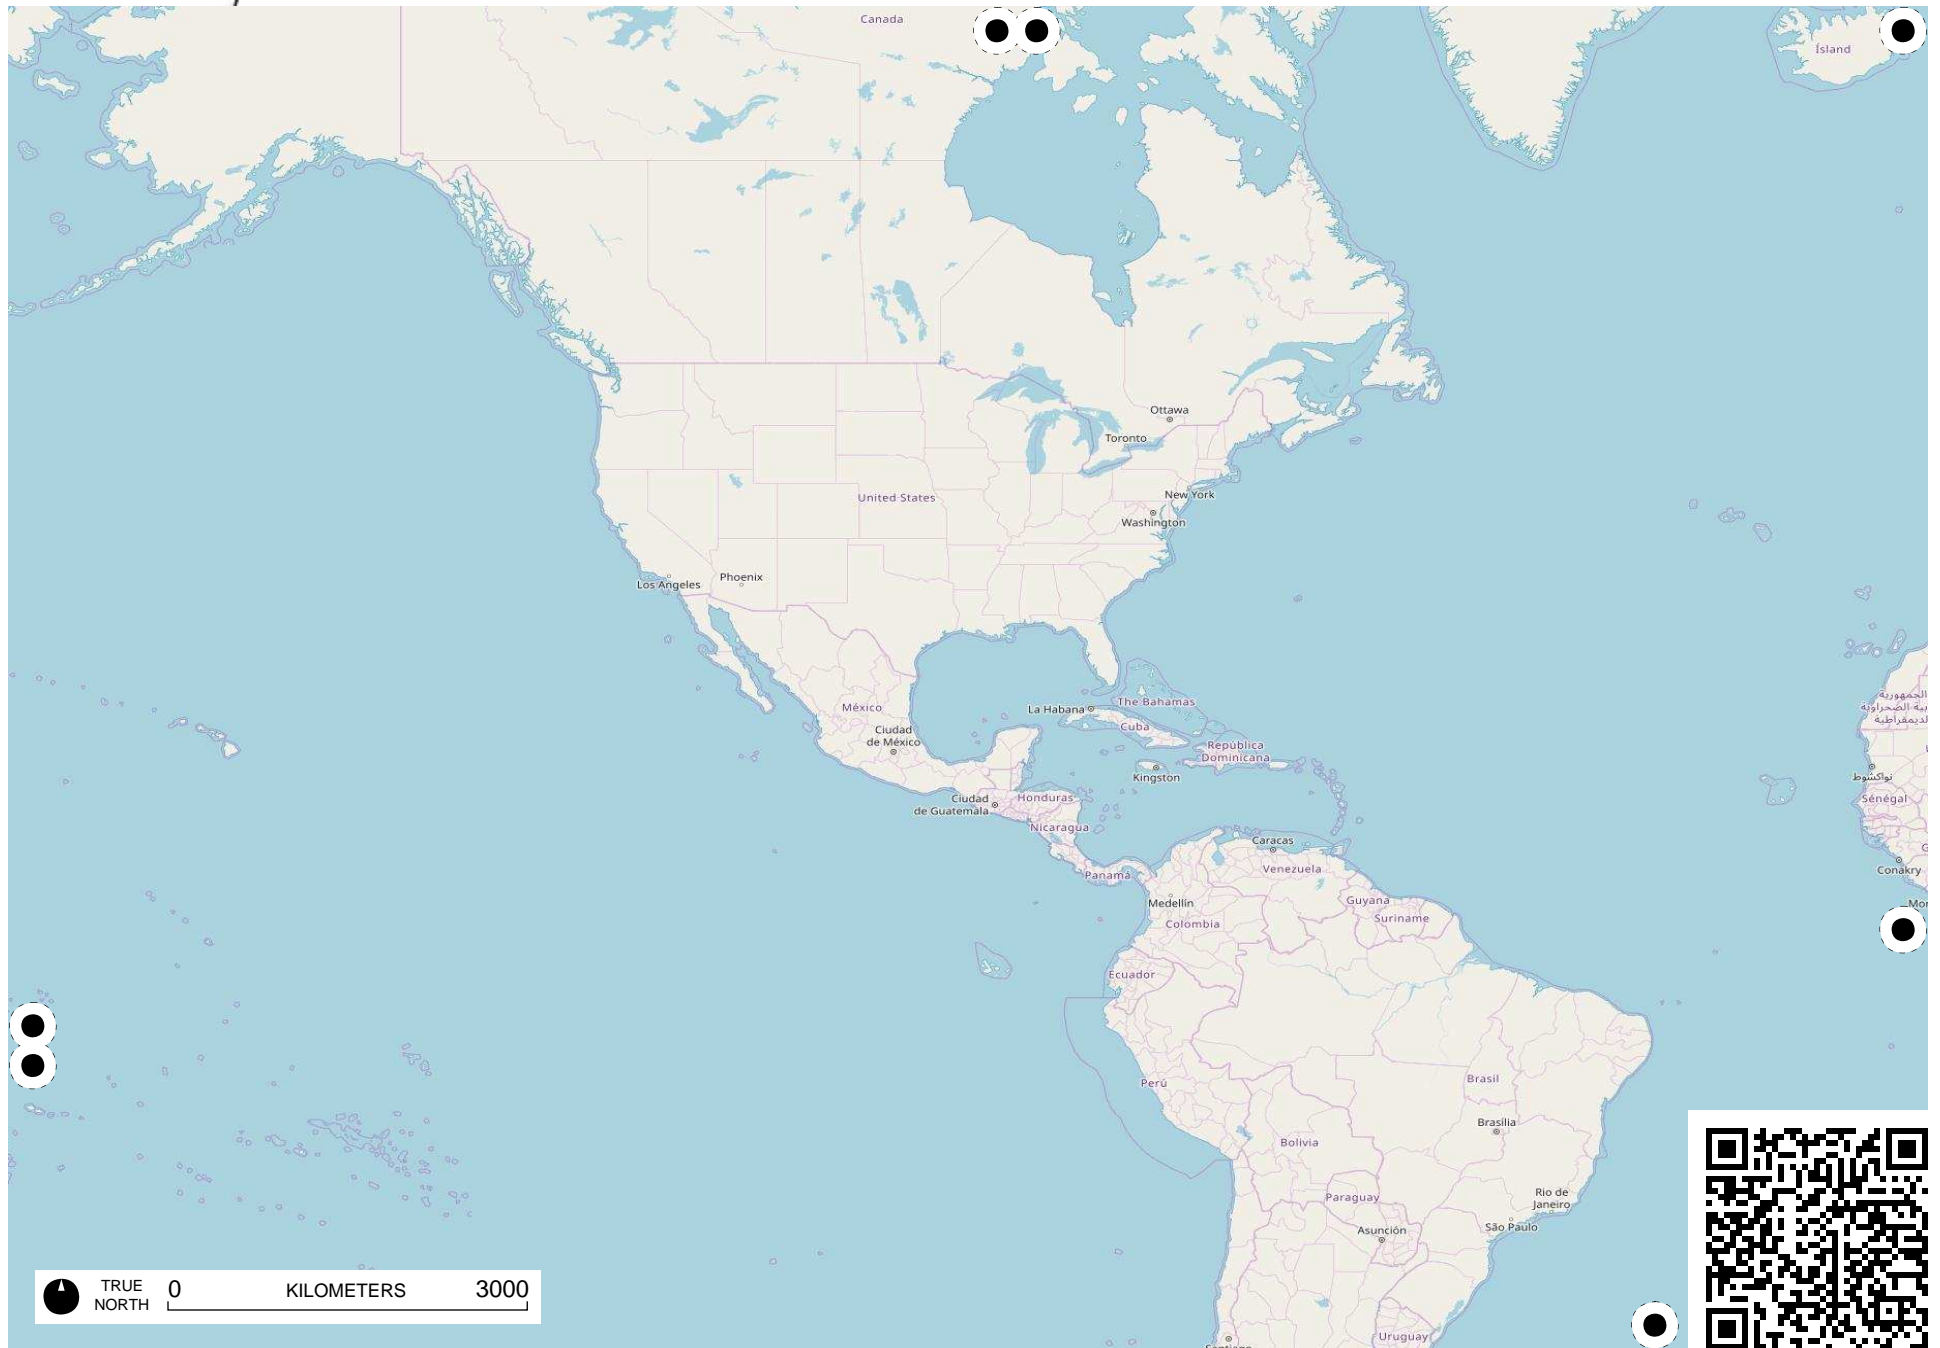 Canada
Ísland
Ottawa
Toronto
New York
United States
Washington
Phoenix
Los Angeles
La Habana
The Bahamas
México
Cuba
Ciudad
de México
República
Dominicana
Kingston
الجمهورية
نواكشوط
Ciudad
de Guatemala
Honduras
Sénégal
Nicaragua
Caracas
Venezuela
Conakry
Panamá
Medellín
Guyana
Suriname
Colombia
Ecuador
Perú
Brasil
Brasília
Bolivia
Paraguay
Rio de
Janeiro
São Paulo
Asunción
TRUE
NORTH
0 KILOMETERS 3000
Uruguay